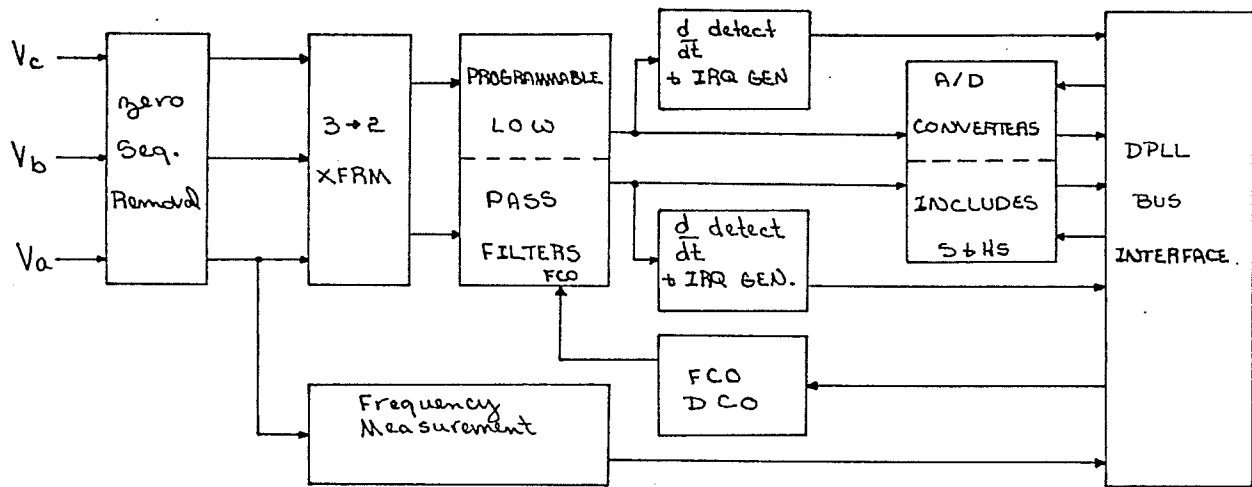 Vc
Vb
Va
zero
Seq.
Removal
3→2
XFRM
PROGRAMMABLE
LOW
PASS
FILTERS
FCO
d/dt detect
& IRQ GEN
d/dt detect
& IRQ GEN.
A/D
CONVERTERS
INCLUDES
S&Hs
FCO
DCO
Frequency
Measurement
DPLL
BUS
INTERFACE.